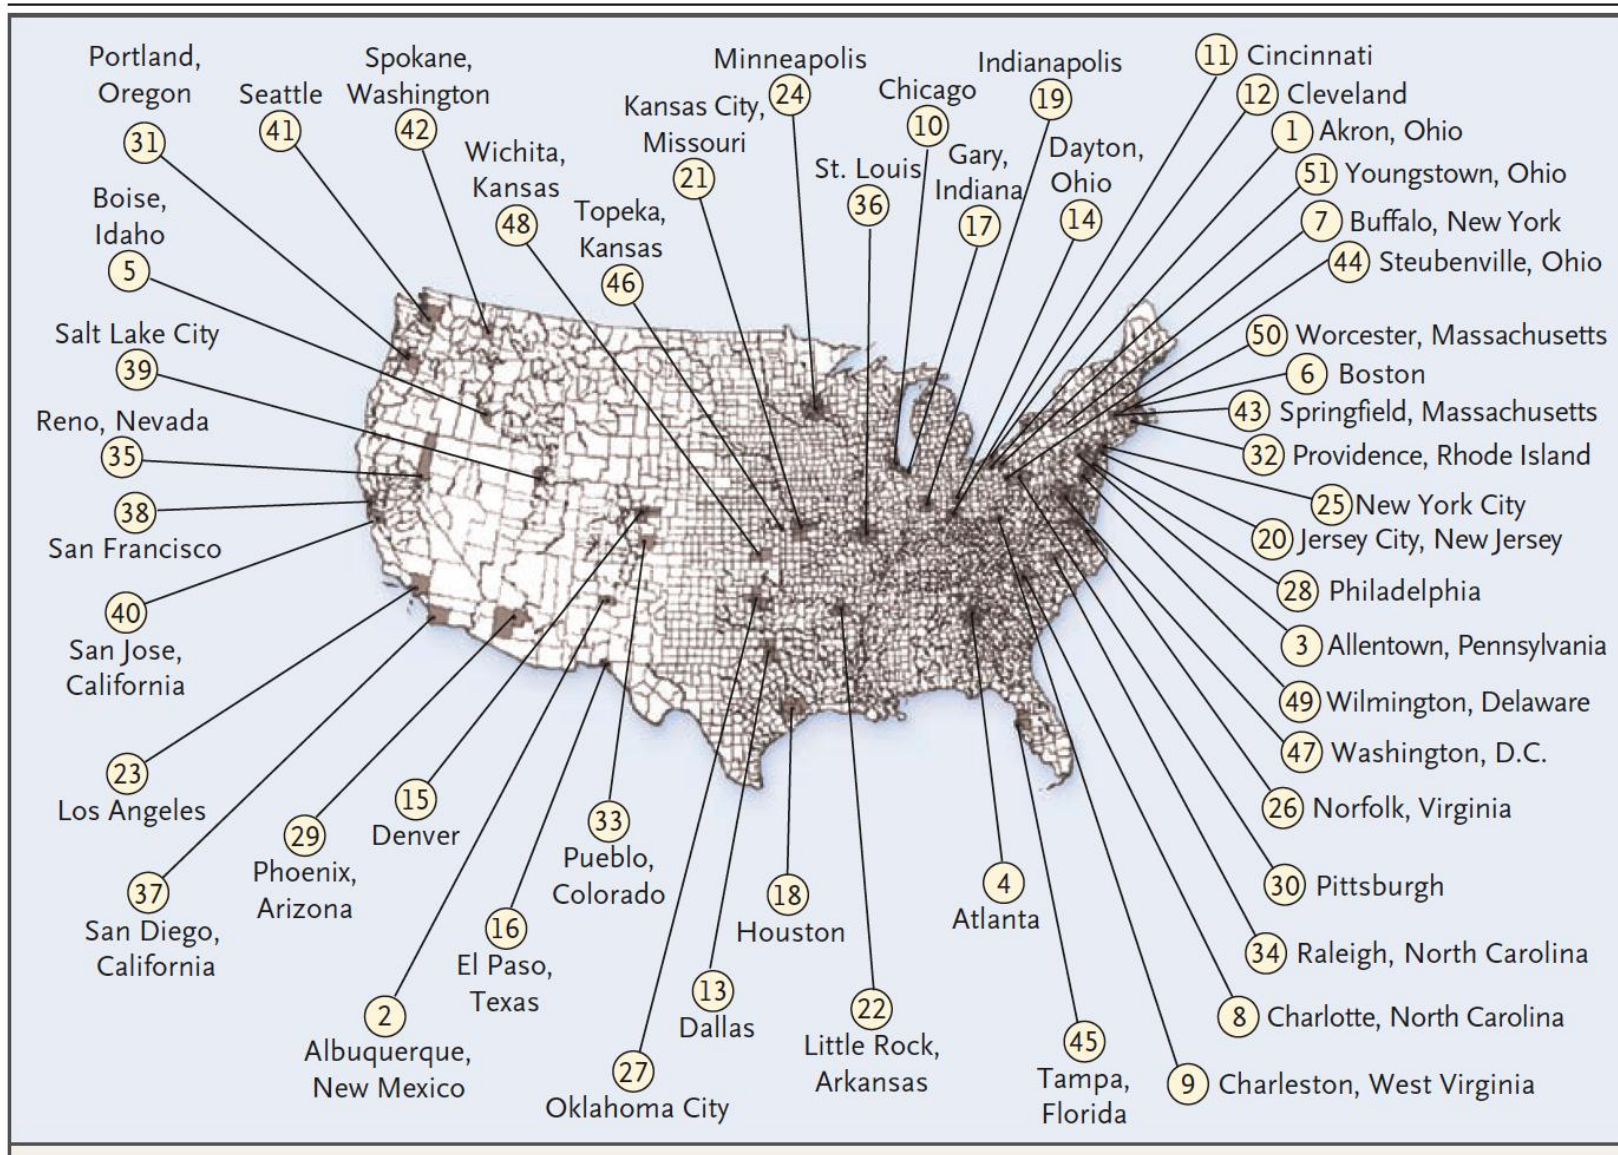 Portland,
Oregon
31
Seattle
41
Spokane,
Washington
42
Minneapolis
24
Kansas City,
Missouri
21
Chicago
10
Indianapolis
19
11 Cincinnati
12 Cleveland
1 Akron, Ohio
51 Youngstown, Ohio
7 Buffalo, New York
44 Steubenville, Ohio
Wichita,
Kansas
48
Topeka,
Kansas
46
St. Louis
36
Gary,
Indiana
17
Dayton,
Ohio
14
Boise,
Idaho
5
Salt Lake City
39
Reno, Nevada
35
38
San Francisco
40
San Jose,
California
23
Los Angeles
37
San Diego,
California
29
Phoenix,
Arizona
15
Denver
2
Albuquerque,
New Mexico
16
El Paso,
Texas
33
Pueblo,
Colorado
27
Oklahoma City
13
Dallas
18
Houston
22
Little Rock,
Arkansas
4
Atlanta
45
Tampa,
Florida
50 Worcester, Massachusetts
6 Boston
43 Springfield, Massachusetts
32 Providence, Rhode Island
25 New York City
20 Jersey City, New Jersey
28 Philadelphia
3 Allentown, Pennsylvania
49 Wilmington, Delaware
47 Washington, D.C.
26 Norfolk, Virginia
30 Pittsburgh
34 Raleigh, North Carolina
8 Charlotte, North Carolina
9 Charleston, West Virginia